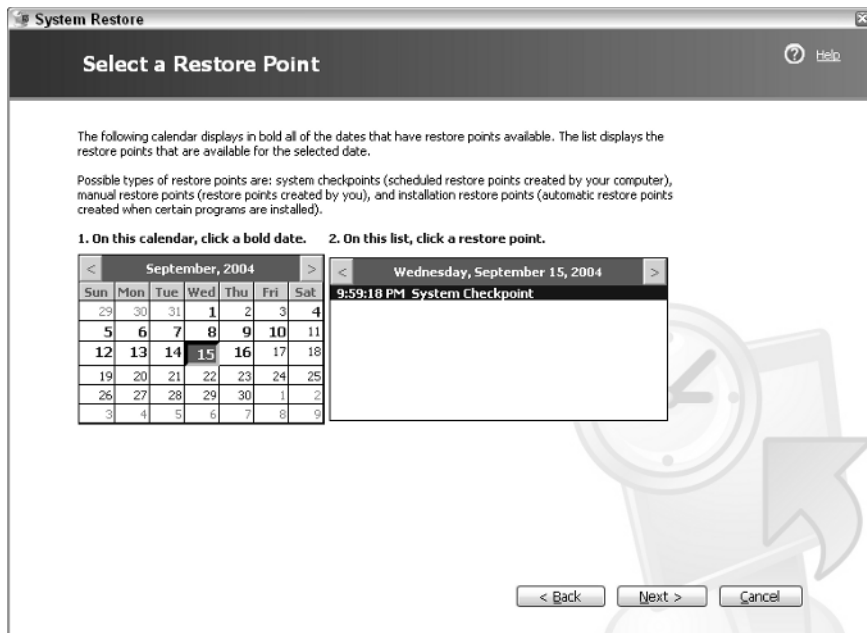 System Restore
Select a Restore Point
? Help
The following calendar displays in bold all of the dates that have restore points available. The list displays the
restore points that are available for the selected date.
Possible types of restore points are: system checkpoints (scheduled restore points created by your computer),
manual restore points (restore points created by you), and installation restore points (automatic restore points
created when certain programs are installed).
1. On this calendar, click a bold date. 2. On this list, click a restore point.
< September, 2004 >
Sun Mon Tue Wed Thu Fri Sat
29 30 31 1 2 3 4
5 6 7 8 9 10 11
12 13 14 15 16 17 18
19 20 21 22 23 24 25
26 27 28 29 30 1 2
3 4 5 6 7 8 9
< Wednesday, September 15, 2004 >
9:59:18 PM System Checkpoint
< Back Next > Cancel